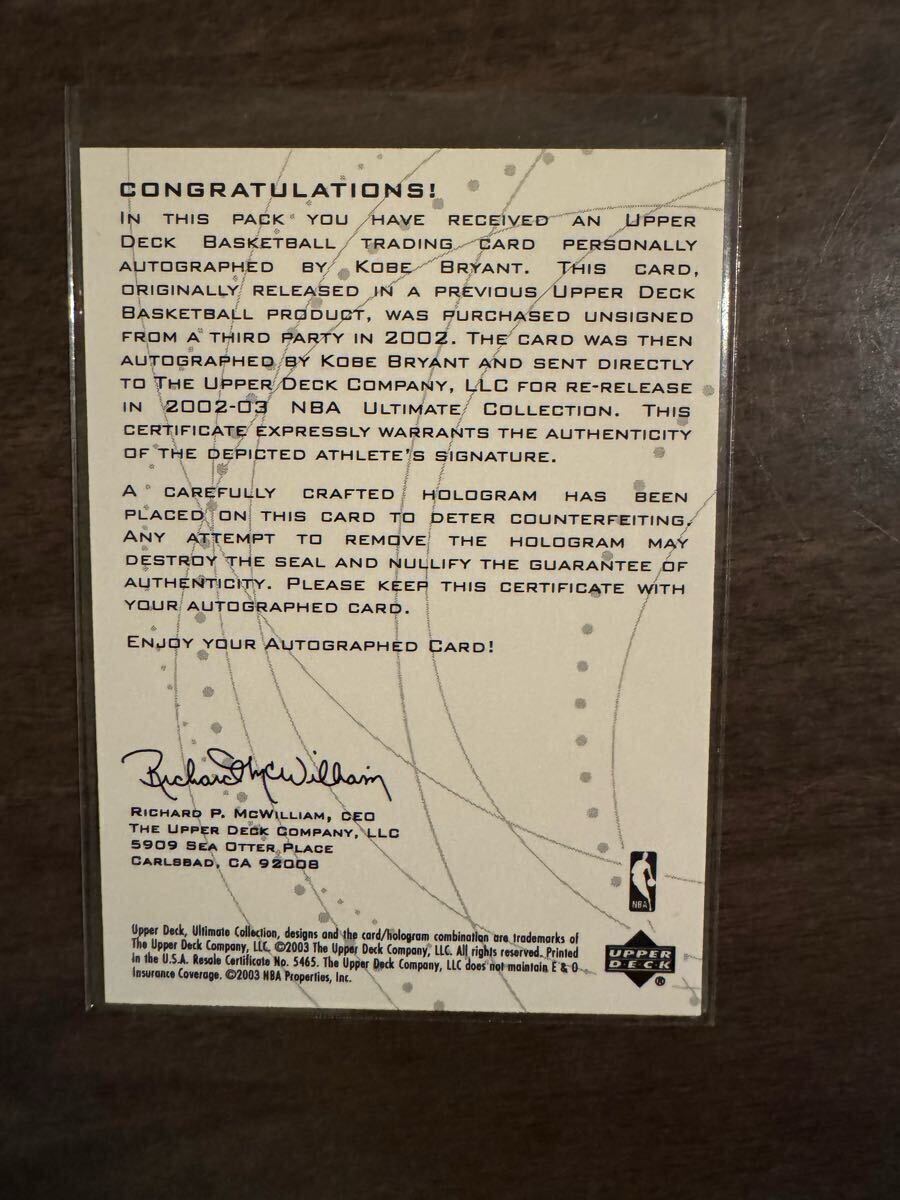 CONGRATULATIONS!
IN THIS PACK YOU HAVE RECEIVED AN UPPER
DECK BASKETBALL TRADING CARD PERSONALLY
AUTOGRAPHED BY KOBE BRYANT. THIS CARD,
ORIGINALLY RELEASED IN A PREVIOUS UPPER DECK
BASKETBALL PRODUCT, WAS PURCHASED UNSIGNED
FROM A THIRD PARTY IN 2002. THE CARD WAS THEN
AUTOGRAPHED BY KOBE BRYANT AND SENT DIRECTLY
TO THE UPPER DECK COMPANY, LLC FOR RE-RELEASE
IN 2002-03 NBA ULTIMATE COLLECTION. THIS
CERTIFICATE EXPRESSLY WARRANTS THE AUTHENTICITY
OF THE DEPICTED ATHLETE'S SIGNATURE.
A CAREFULLY CRAFTED HOLOGRAM HAS BEEN
PLACED ON THIS CARD TO DETER COUNTERFEITING.
ANY ATTEMPT TO REMOVE THE HOLOGRAM MAY
DESTROY THE SEAL AND NULLIFY THE GUARANTEE OF
AUTHENTICITY. PLEASE KEEP THIS CERTIFICATE WITH
YOUR AUTOGRAPHED CARD.
ENJOY YOUR AUTOGRAPHED CARD!
Richard McWilliam
RICHARD P. MCWILLIAM, CEO
THE UPPER DECK COMPANY, LLC
5909 SEA OTTER PLACE
CARLSBAD, CA 92008
NBA
Upper Deck, Ultimate Collection, designs and the card/hologram combination are trademarks of
The Upper Deck Company, LLC. ©2003 The Upper Deck Company, LLC. All rights reserved. Printed
in the U.S.A. Resale Certificate No. 5465. The Upper Deck Company, LLC does not maintain E & O
Insurance Coverage. ©2003 NBA Properties, Inc.
UPPER
DECK
®